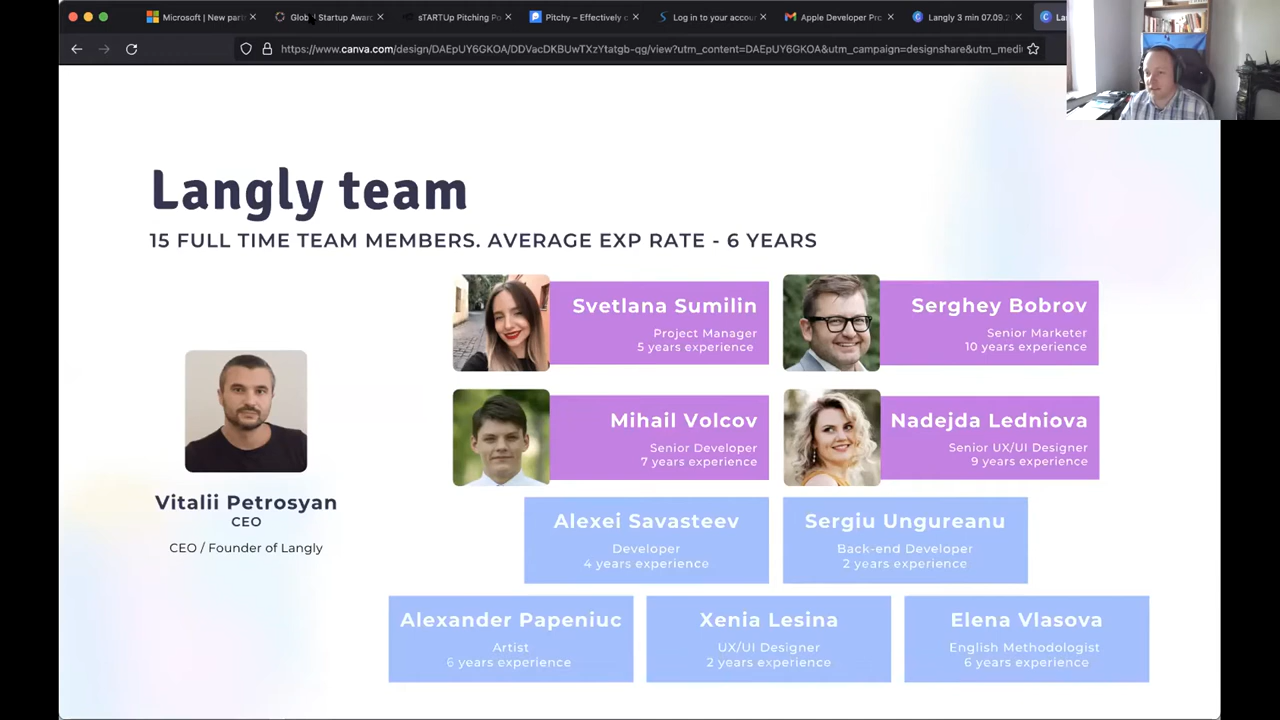 Microsoft | New part
Glob
Startup Awar
sTARTUp Pitching Po
Pitchy – Effectively c
Log in to your accou
Apple Developer Pro
Langly 3 min 07.09.2
La
https://www.canva.com/design/DAEpUY6GKOA/DDVacDKBUwTXzYtatgb-qg/view?utm_content=DAEpUY6GKOA&utm_campaign=designshare&utm_medi
Langly team
15 FULL TIME TEAM MEMBERS. AVERAGE EXP RATE - 6 YEARS
Svetlana Sumilin
Project Manager
5 years experience
Serghey Bobrov
Senior Marketer
10 years experience
Mihail Volcov
Senior Developer
7 years experience
Nadejda Ledniova
Senior UX/UI Designer
9 years experience
Vitalii Petrosyan
CEO
CEO / Founder of Langly
Alexei Savasteev
Developer
4 years experience
Sergiu Ungureanu
Back-end Developer
2 years experience
Alexander Papeniuc
Artist
6 years experience
Xenia Lesina
UX/UI Designer
2 years experience
Elena Vlasova
English Methodologist
6 years experience